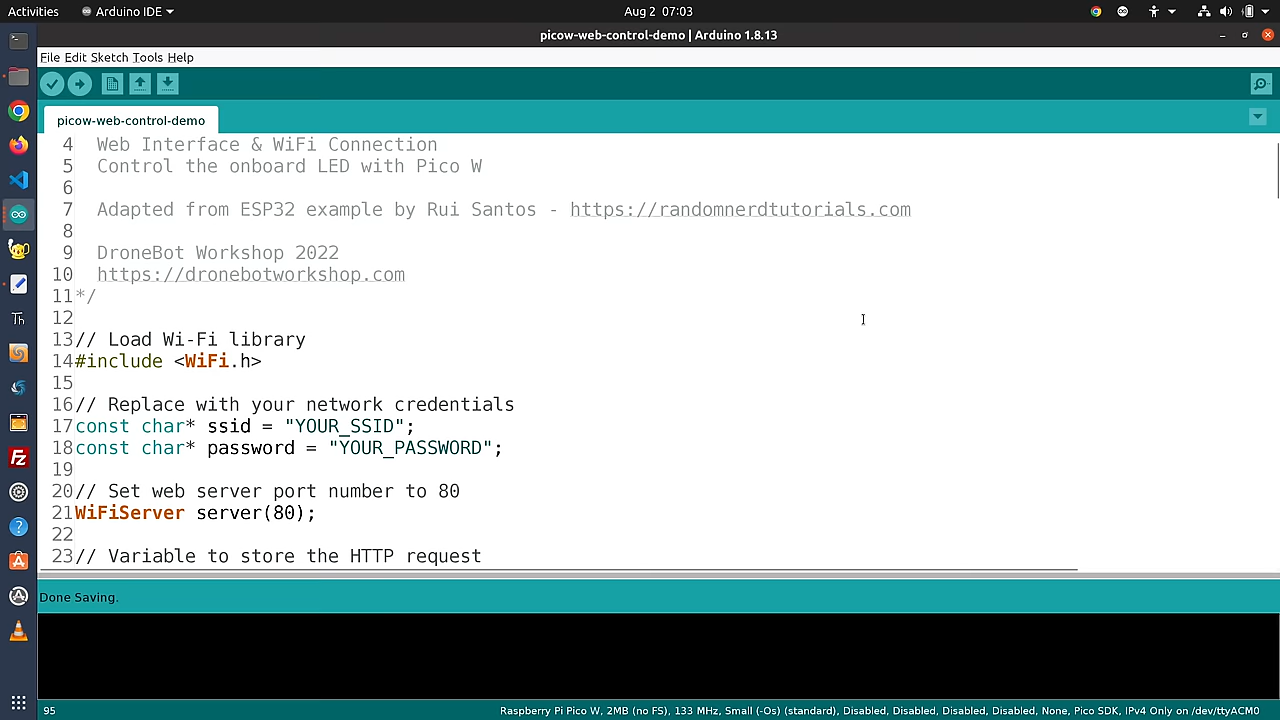 Activities Arduino IDE Aug 2 07:03
picow-web-control-demo | Arduino 1.8.13
File Edit Sketch Tools Help
picow-web-control-demo
4 Web Interface & WiFi Connection
5 Control the onboard LED with Pico W
6
7 Adapted from ESP32 example by Rui Santos - https://randomnerdtutorials.com
8
9 DroneBot Workshop 2022
10 https://dronebotworkshop.com
11 */
12
13 // Load Wi-Fi library
14 #include <WiFi.h>
15
16 // Replace with your network credentials
17 const char* ssid = "YOUR_SSID";
18 const char* password = "YOUR_PASSWORD";
19
20 // Set web server port number to 80
21 WiFiServer server(80);
22
23 // Variable to store the HTTP request
Done Saving.
95 Raspberry Pi Pico W, 2MB (no FS), 133 MHz, Small (-Os) (standard), Disabled, Disabled, Disabled, Disabled, None, Pico SDK, IPv4 Only on /dev/ttyACM0
Th
FZ